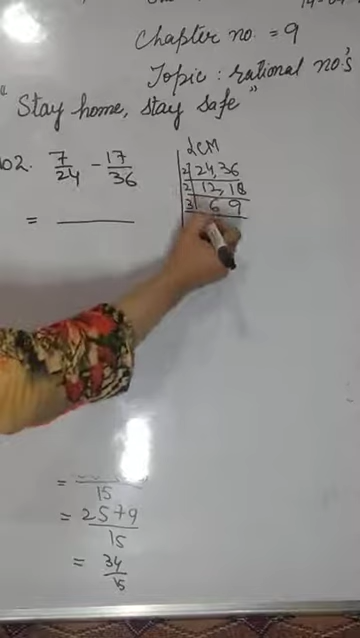 Chapter no. = 9
Topic : rational no's
"Stay home, stay safe"
no2. 7/24 - 17/36
=
LCM
2 24, 36
2 12, 18
3 6 9
= 15
= 25+9/15
= 34/15